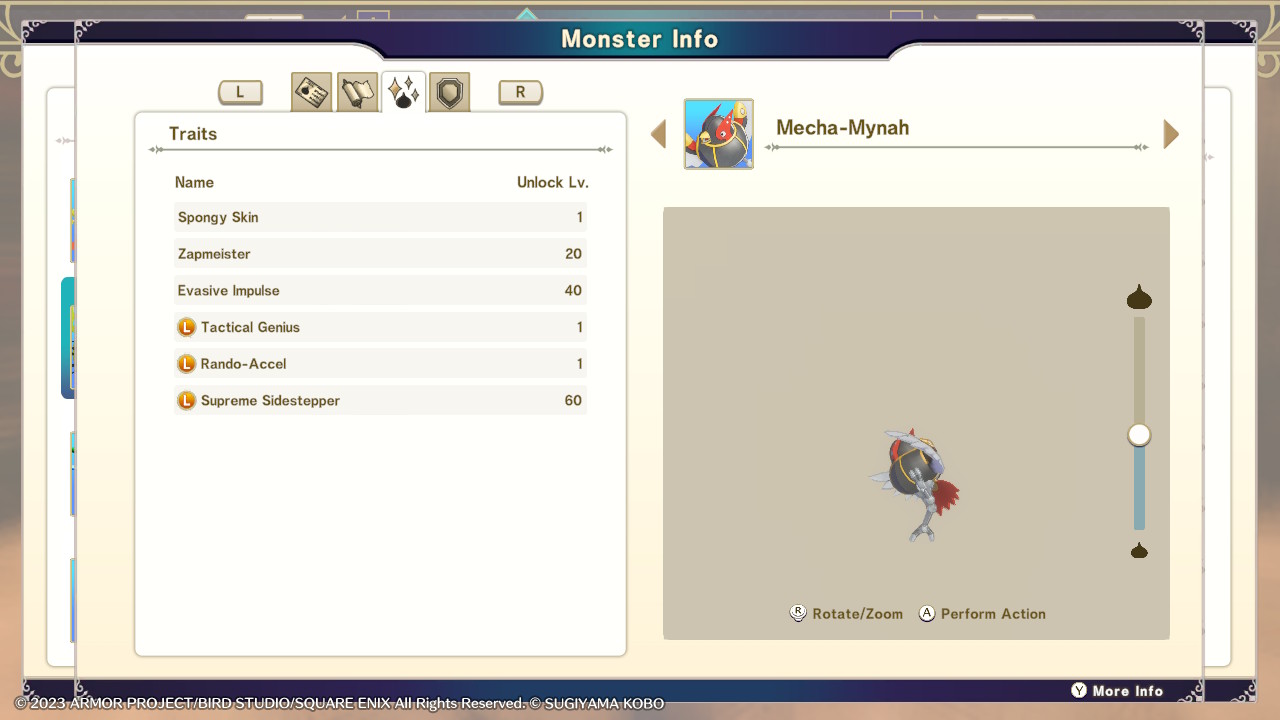 Monster Info
L
R
Traits
Name Unlock Lv.
Spongy Skin 1
Zapmeister 20
Evasive Impulse 40
L Tactical Genius 1
L Rando-Accel 1
L Supreme Sidestepper 60
Mecha-Mynah
R Rotate/Zoom A Perform Action
Y More Info
© 2023 ARMOR PROJECT/BIRD STUDIO/SQUARE ENIX All Rights Reserved. © SUGIYAMA KOBO